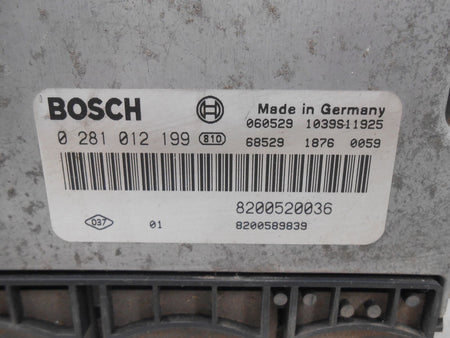 BOSCH Made in Germany
0 281 012 199 810 060529 1039S11925
68529 1876 0059
8200520036
037 01 8200589839